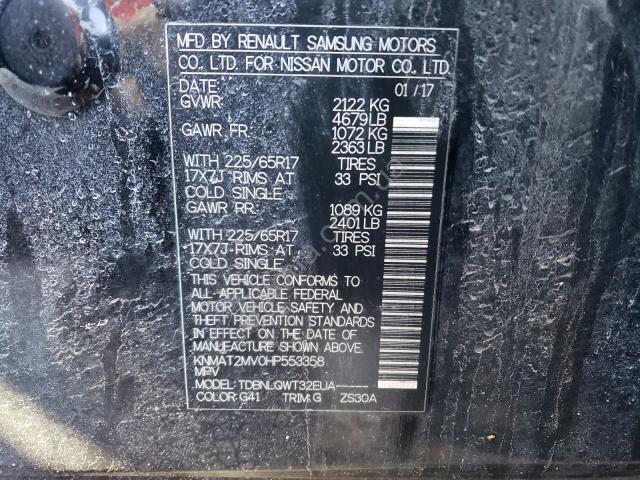 MFD BY RENAULT SAMSUNG MOTORS
CO. LTD. FOR NISSAN MOTOR CO., LTD.
DATE: 01/17
GVWR: 2122 KG
4679 LB
GAWR FR: 1072 KG
2363 LB
WITH 225/65R17 TIRES
17X7J RIMS AT 33 PSI
COLD SINGLE
GAWR RR: 1089 KG
2401 LB
WITH 225/65R17 TIRES
17X7J RIMS AT 33 PSI
COLD SINGLE
THIS VEHICLE CONFORMS TO
ALL APPLICABLE FEDERAL
MOTOR VEHICLE SAFETY AND
THEFT PREVENTION STANDARDS
IN EFFECT ON THE DATE OF
MANUFACTURE SHOWN ABOVE.
KNMAT2MV0HP553358
MPV
MODEL: TDBNLQWT32EUA-----
COLOR: G41 TRIM: G ZS30A